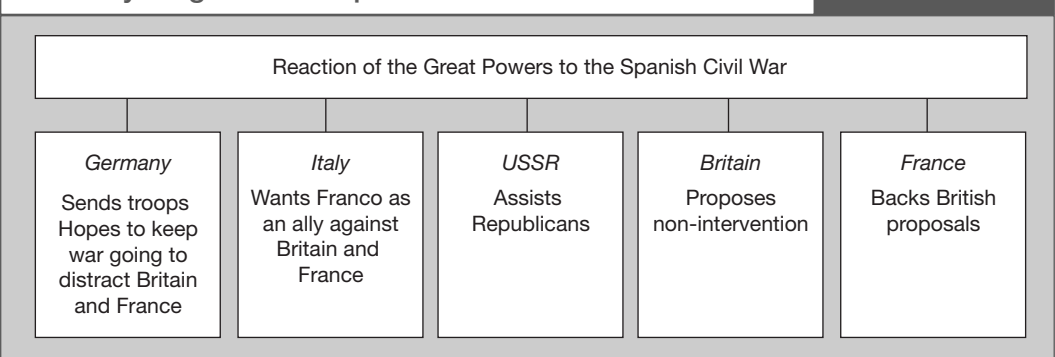 Reaction of the Great Powers to the Spanish Civil War
Germany
Sends troops
Hopes to keep
war going to
distract Britain
and France
Italy
Wants Franco as
an ally against
Britain and
France
USSR
Assists
Republicans
Britain
Proposes
non-intervention
France
Backs British
proposals